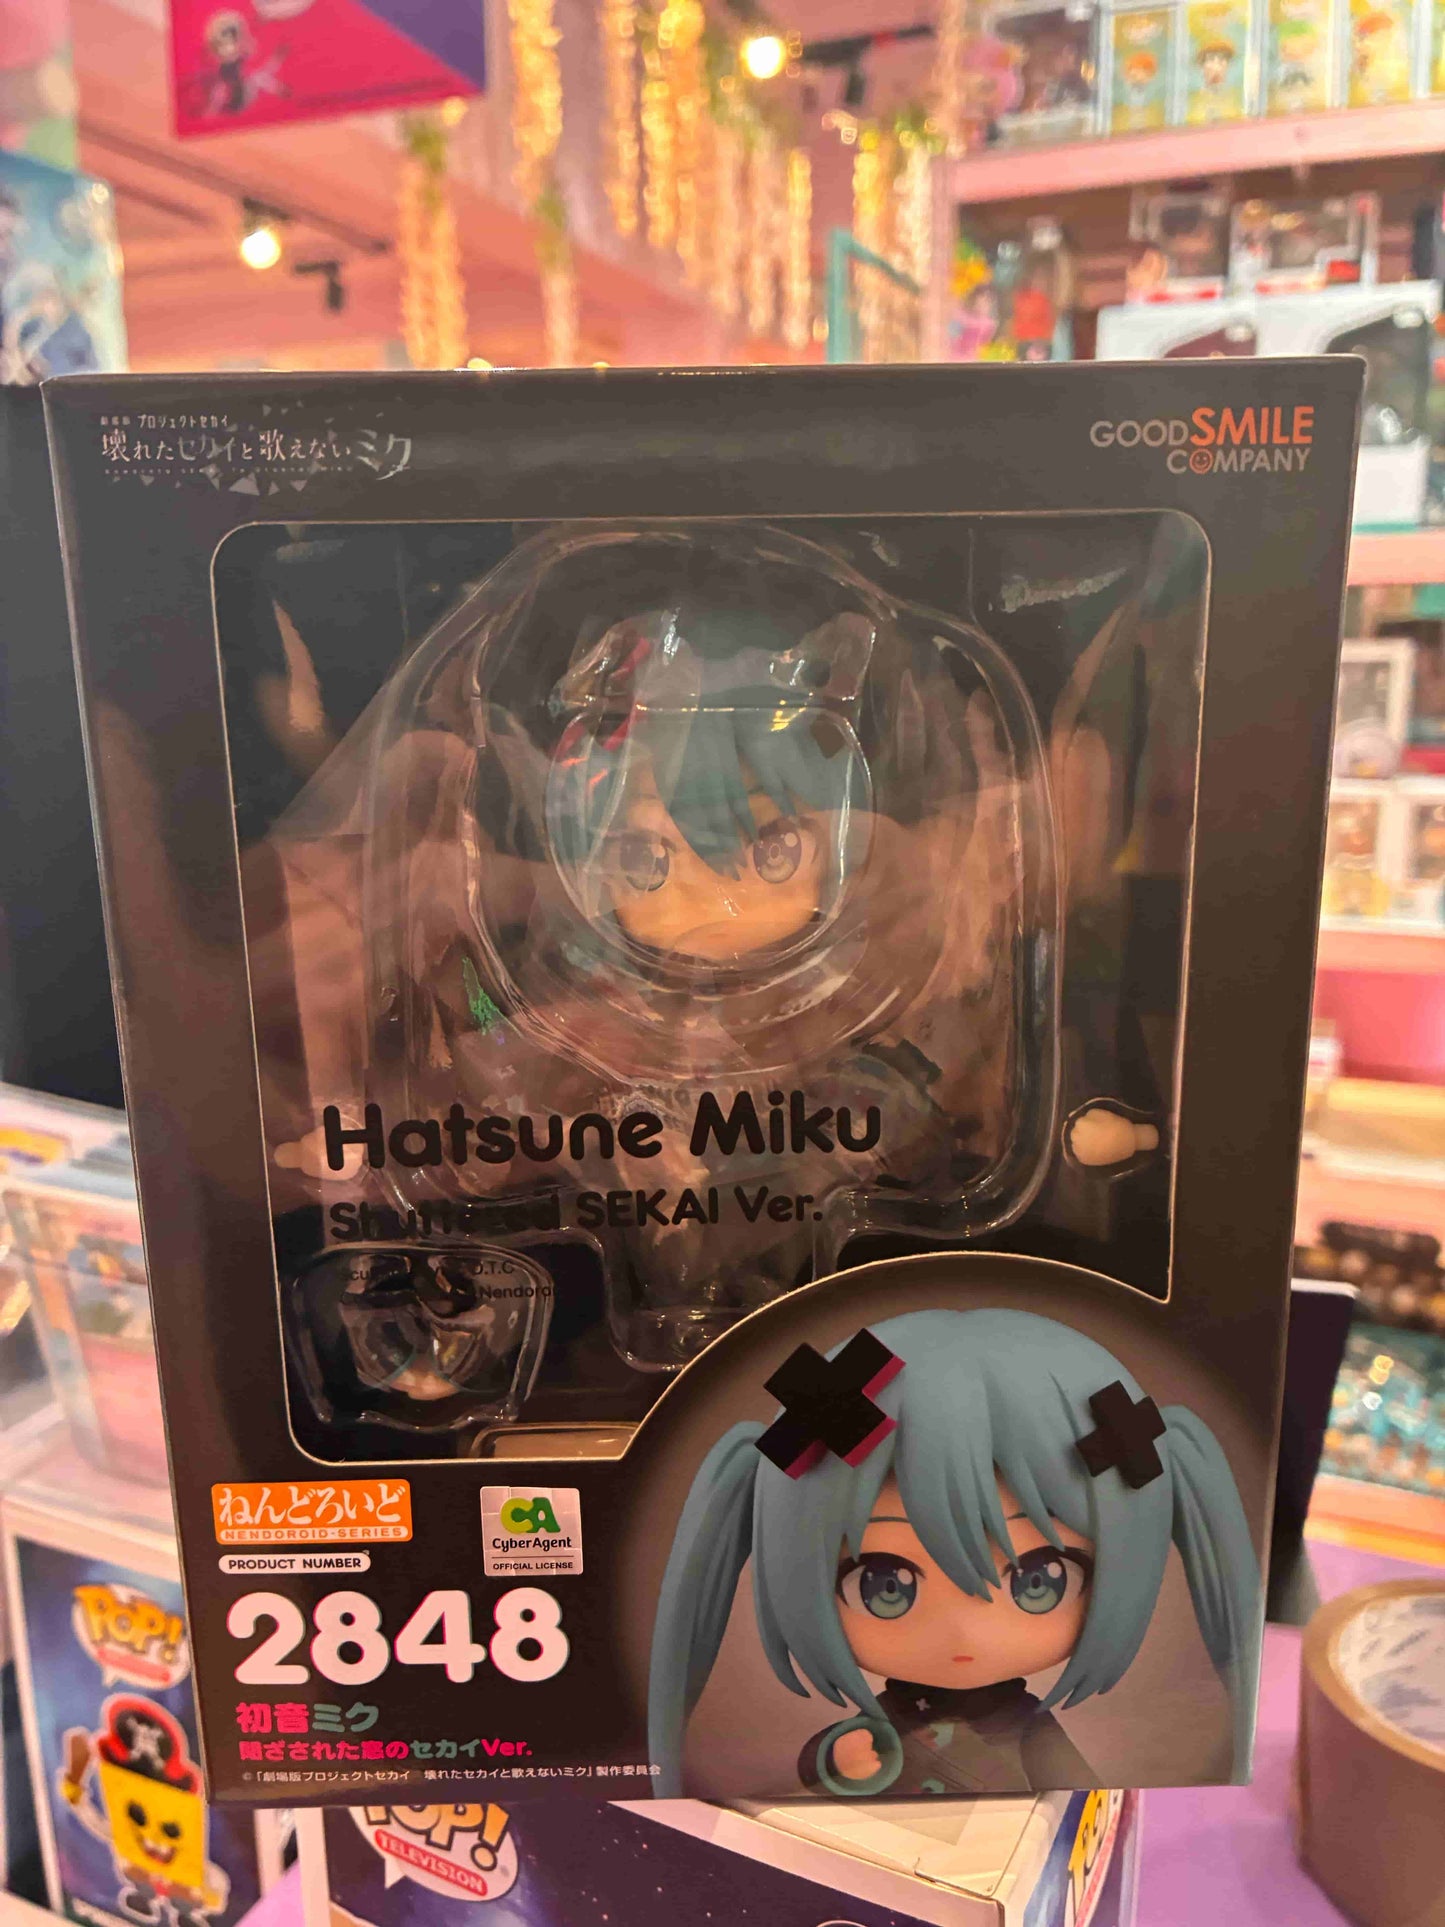 劇場版 プロジェクトセカイ
壊れたセカイと歌えないミク
GOOD SMILE
COMPANY
Hatsune Miku
Shuttered SEKAI Ver.
D.T.C
Nendoro
ねんどろいど
NENDOROID-SERIES
PRODUCT NUMBER
2848
CyberAgent
OFFICIAL LICENSE
初音ミク
閉ざされた窓のセカイVer.
©「劇場版プロジェクトセカイ 壊れたセカイと歌えないミク」製作委員会
POP!
POP!
TELEVISION